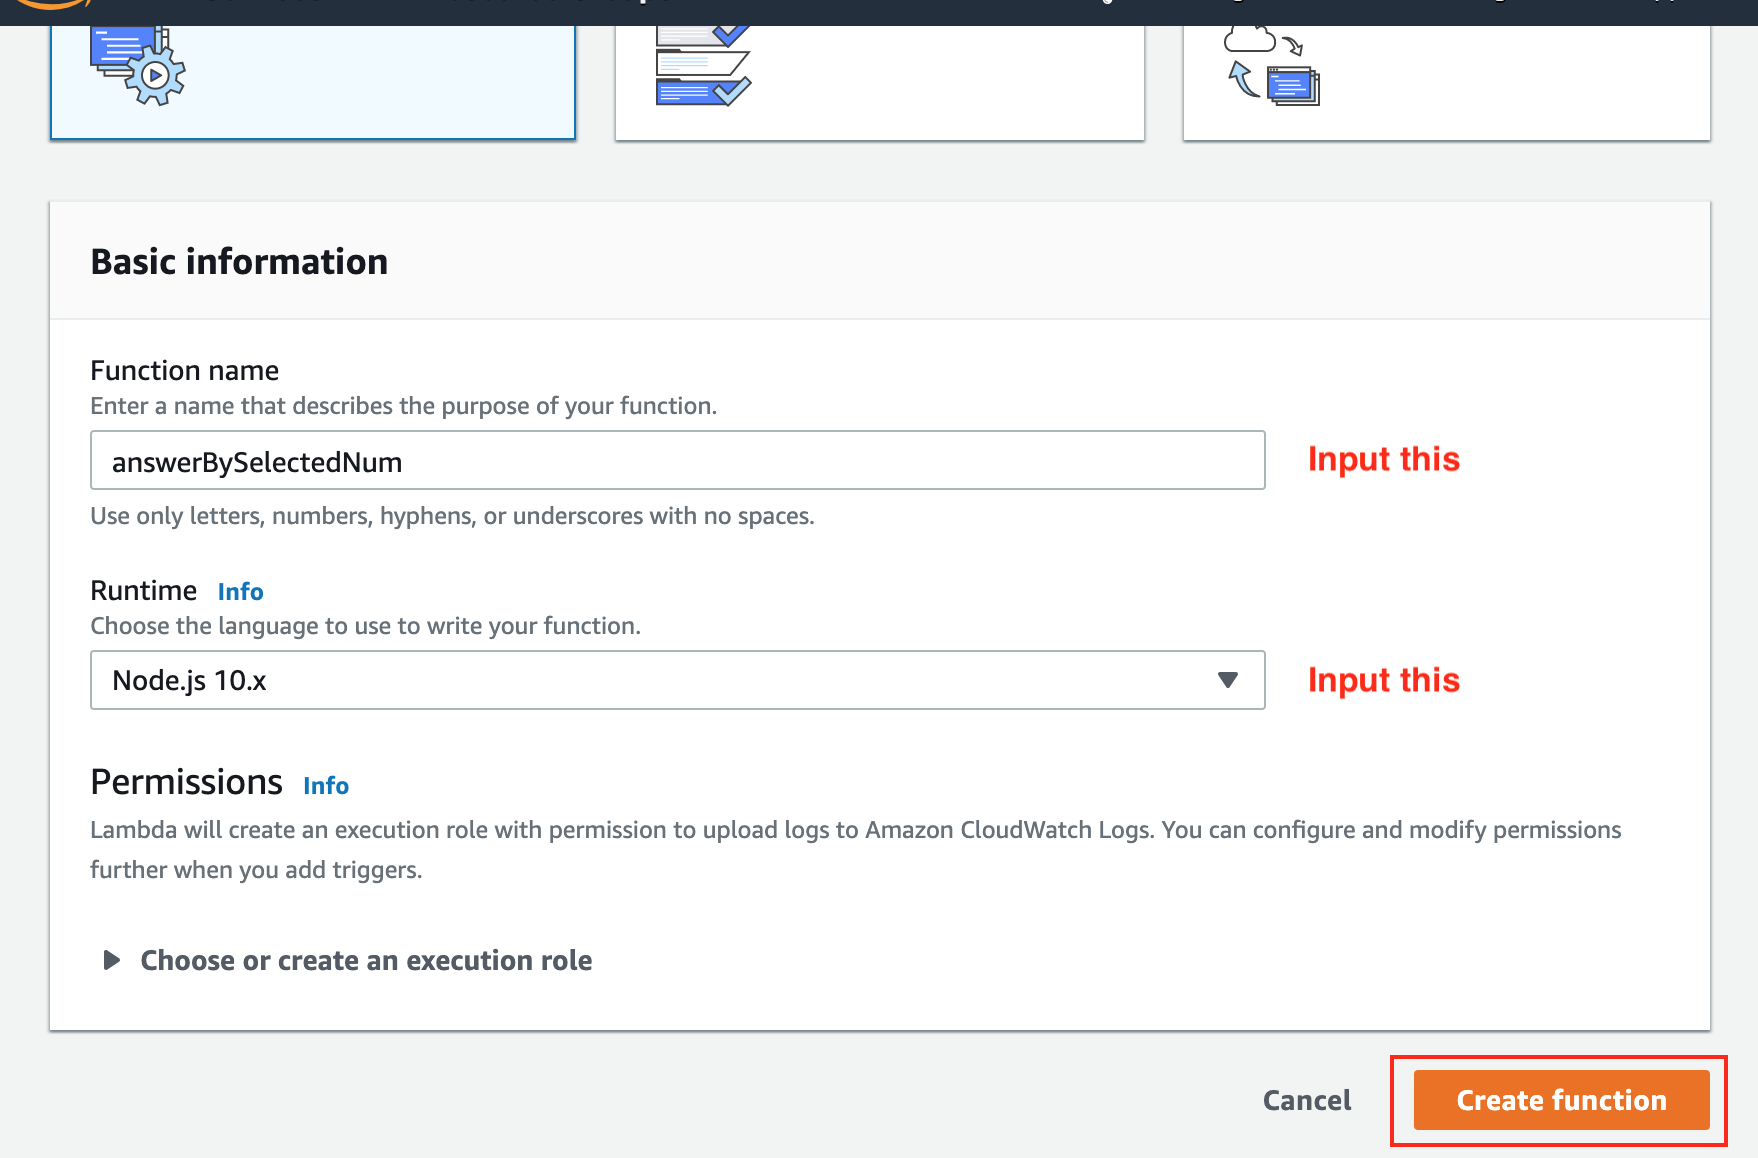 Basic information
Function name
Enter a name that describes the purpose of your function.
answerBySelectedNum
Input this
Use only letters, numbers, hyphens, or underscores with no spaces.
Runtime Info
Choose the language to use to write your function.
Node.js 10.x
Input this
Permissions Info
Lambda will create an execution role with permission to upload logs to Amazon CloudWatch Logs. You can configure and modify permissions
further when you add triggers.
Choose or create an execution role
Cancel
Create function